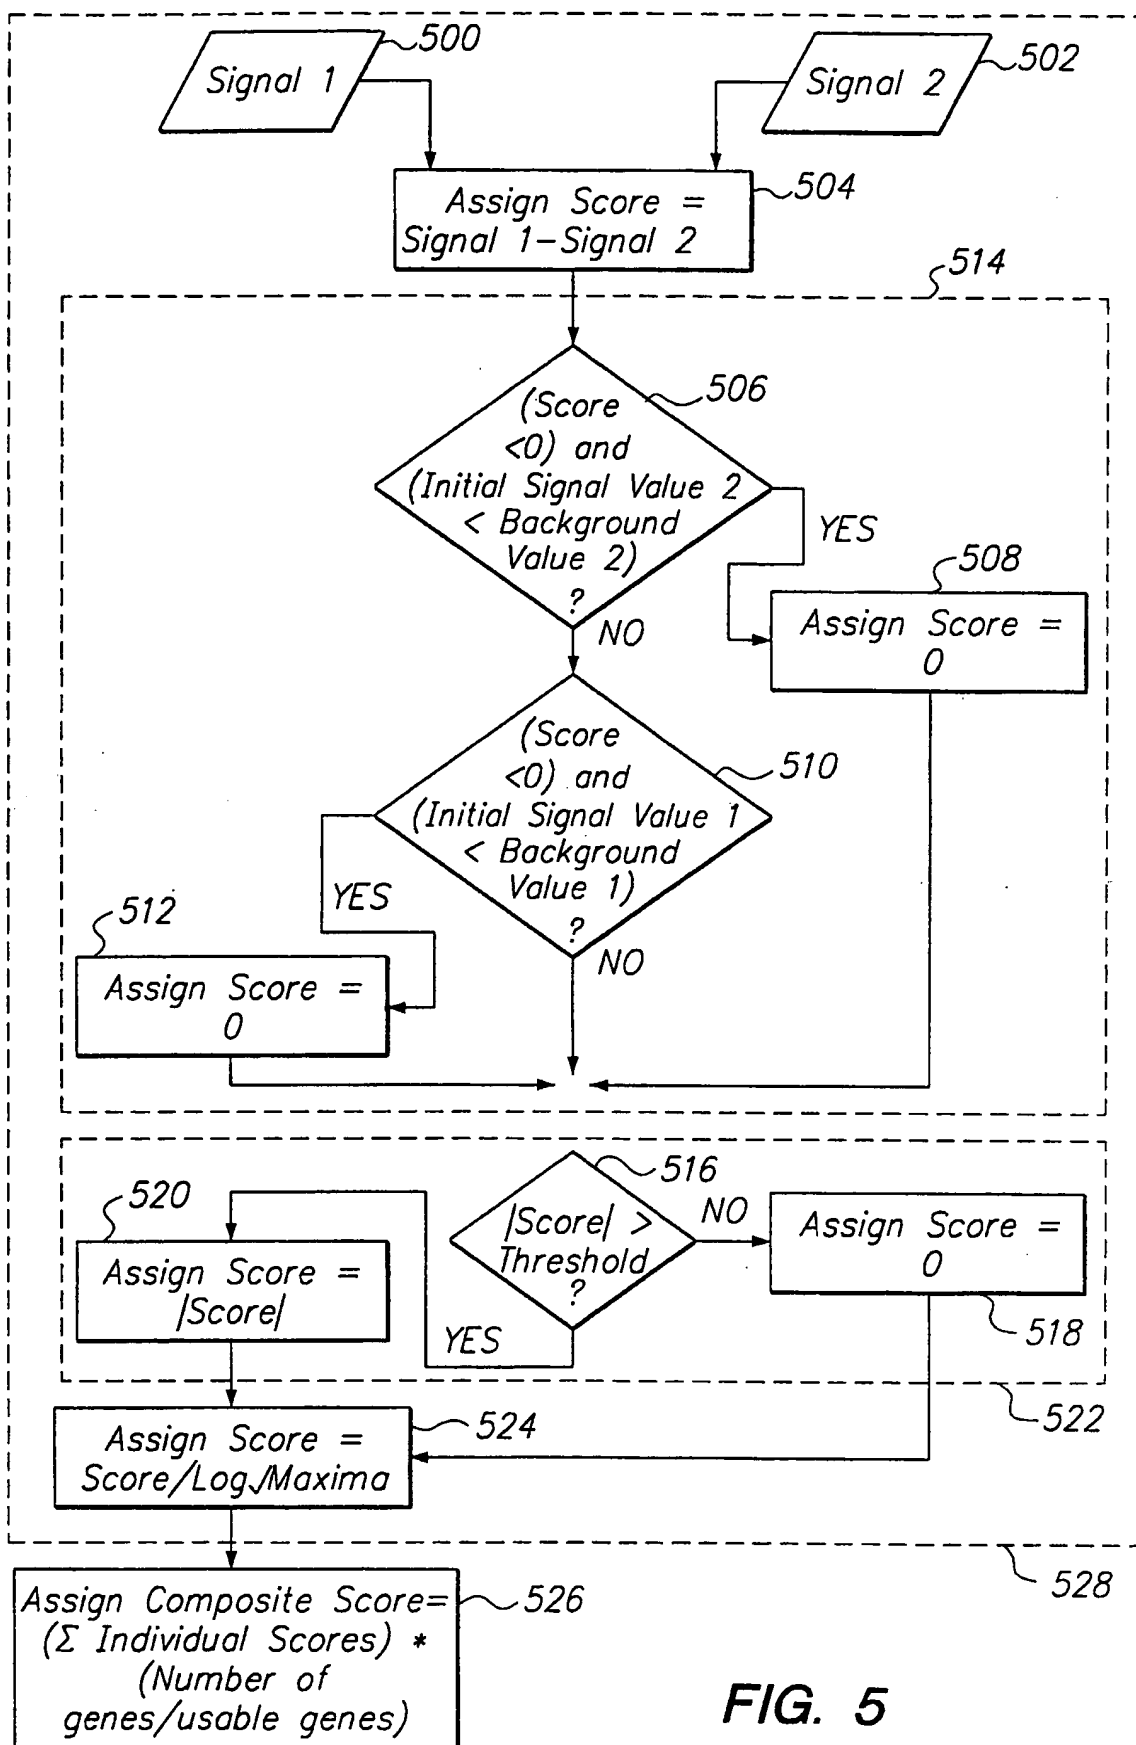 500
Signal 1
502
Signal 2
504
Assign Score =
Signal 1-Signal 2
514
506
(Score
<0) and
(Initial Signal Value 2
< Background
Value 2)
?
YES
NO
508
Assign Score =
0
510
(Score
<0) and
(Initial Signal Value 1
< Background
Value 1)
?
YES
NO
512
Assign Score =
0
516
|Score| >
Threshold
?
NO
YES
520
Assign Score =
|Score|
Assign Score =
0
518
522
524
Assign Score =
Score/Log√Maxima
528
526
Assign Composite Score=
(Σ Individual Scores) *
(Number of
genes/usable genes)
FIG. 5